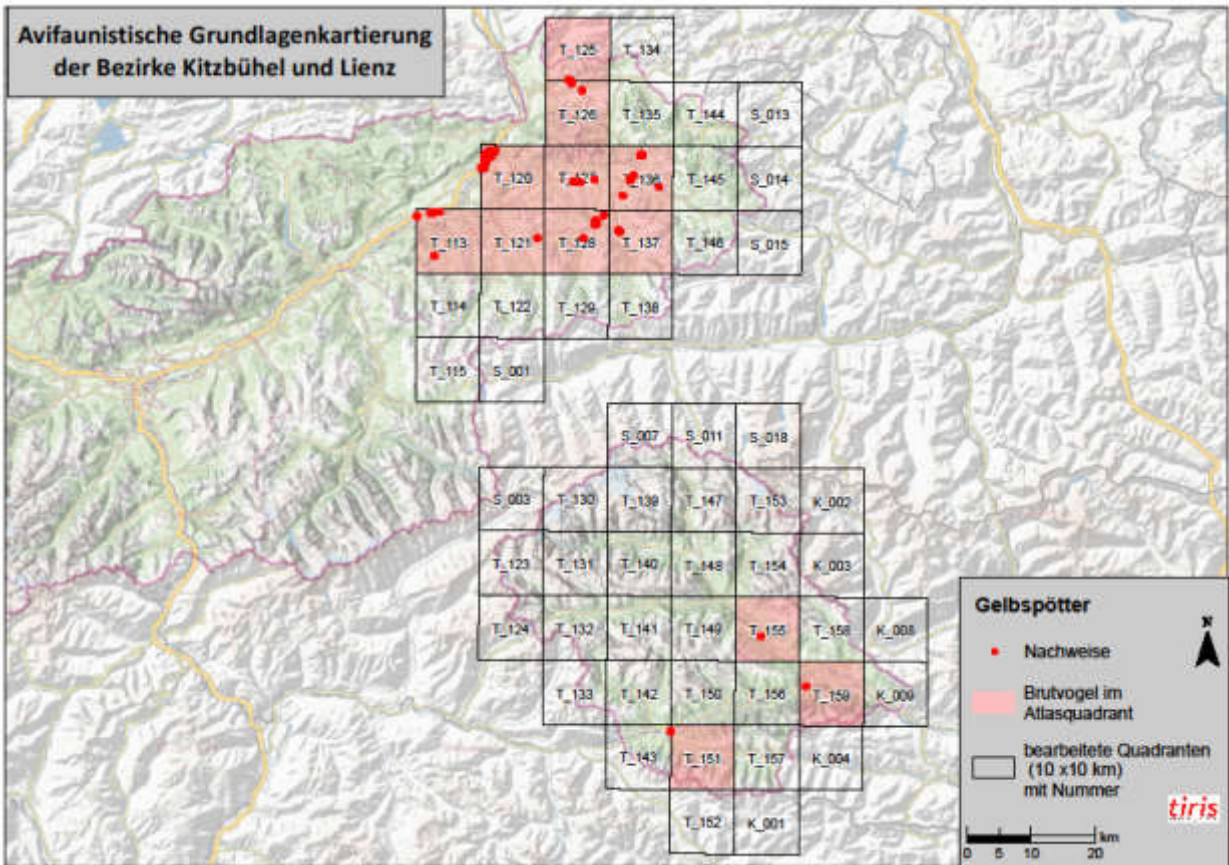 Avifaunistische Grundlagenkartierung
der Bezirke Kitzbühel und Lienz
T_125 T_134
T_126 T_135 T_144 S_013
T_120 T_127 T_136 T_145 S_014
T_113 T_121 T_128 T_137 T_146 S_015
T_114 T_122 T_129 T_138
T_115 S_001
S_007 S_011 S_018
S_003 T_130 T_139 T_147 T_153 K_002
T_123 T_131 T_140 T_148 T_154 K_003
T_124 T_132 T_141 T_149 T_155 T_158 K_008
T_133 T_142 T_150 T_156 T_159 K_009
T_143 T_151 T_157 K_004
T_152 K_001
Gelbspötter
N
Nachweise
Brutvogel im
Atlasquadrant
bearbeitete Quadranten
(10 x10 km)
mit Nummer
tiris
km
0 5 10 20